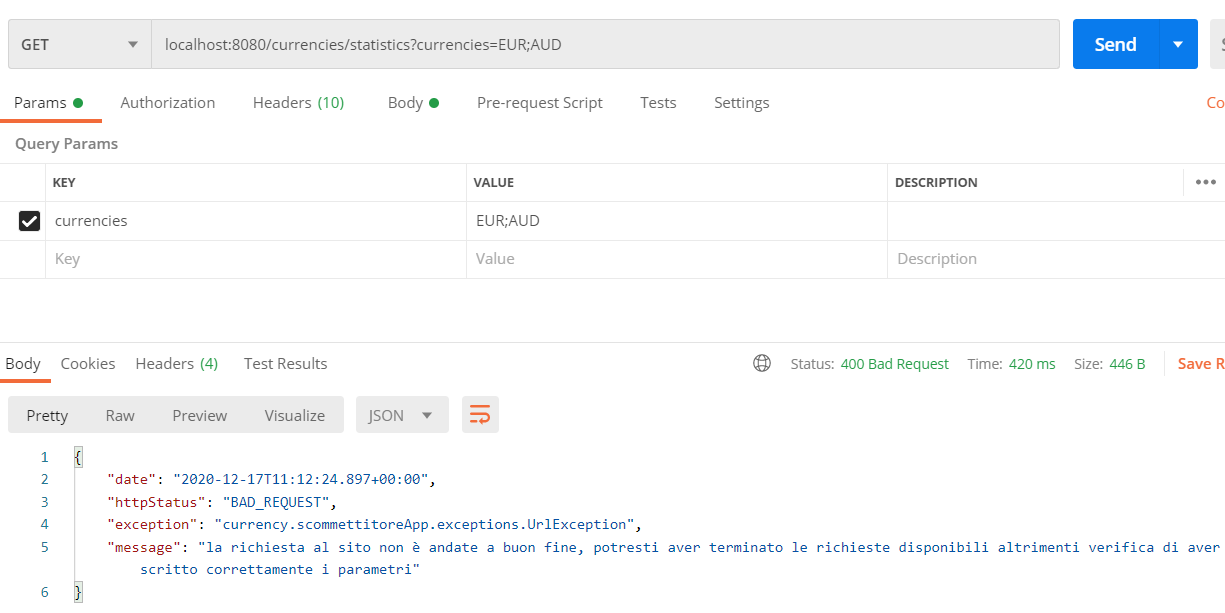 GET localhost:8080/currencies/statistics?currencies=EUR;AUD Send
Params Authorization Headers (10) Body Pre-request Script Tests Settings Co
Query Params
KEY VALUE DESCRIPTION •••
currencies EUR;AUD
Key Value Description
Body Cookies Headers (4) Test Results Status: 400 Bad Request Time: 420 ms Size: 446 B Save R
Pretty Raw Preview Visualize JSON
1 {
2 "date": "2020-12-17T11:12:24.897+00:00",
3 "httpStatus": "BAD_REQUEST",
4 "exception": "currency.scommettitoreApp.exceptions.UrlException",
5 "message": "la richiesta al sito non è andate a buon fine, potresti aver terminato le richieste disponibili altrimenti verifica di aver
scritto correttamente i parametri"
6 }